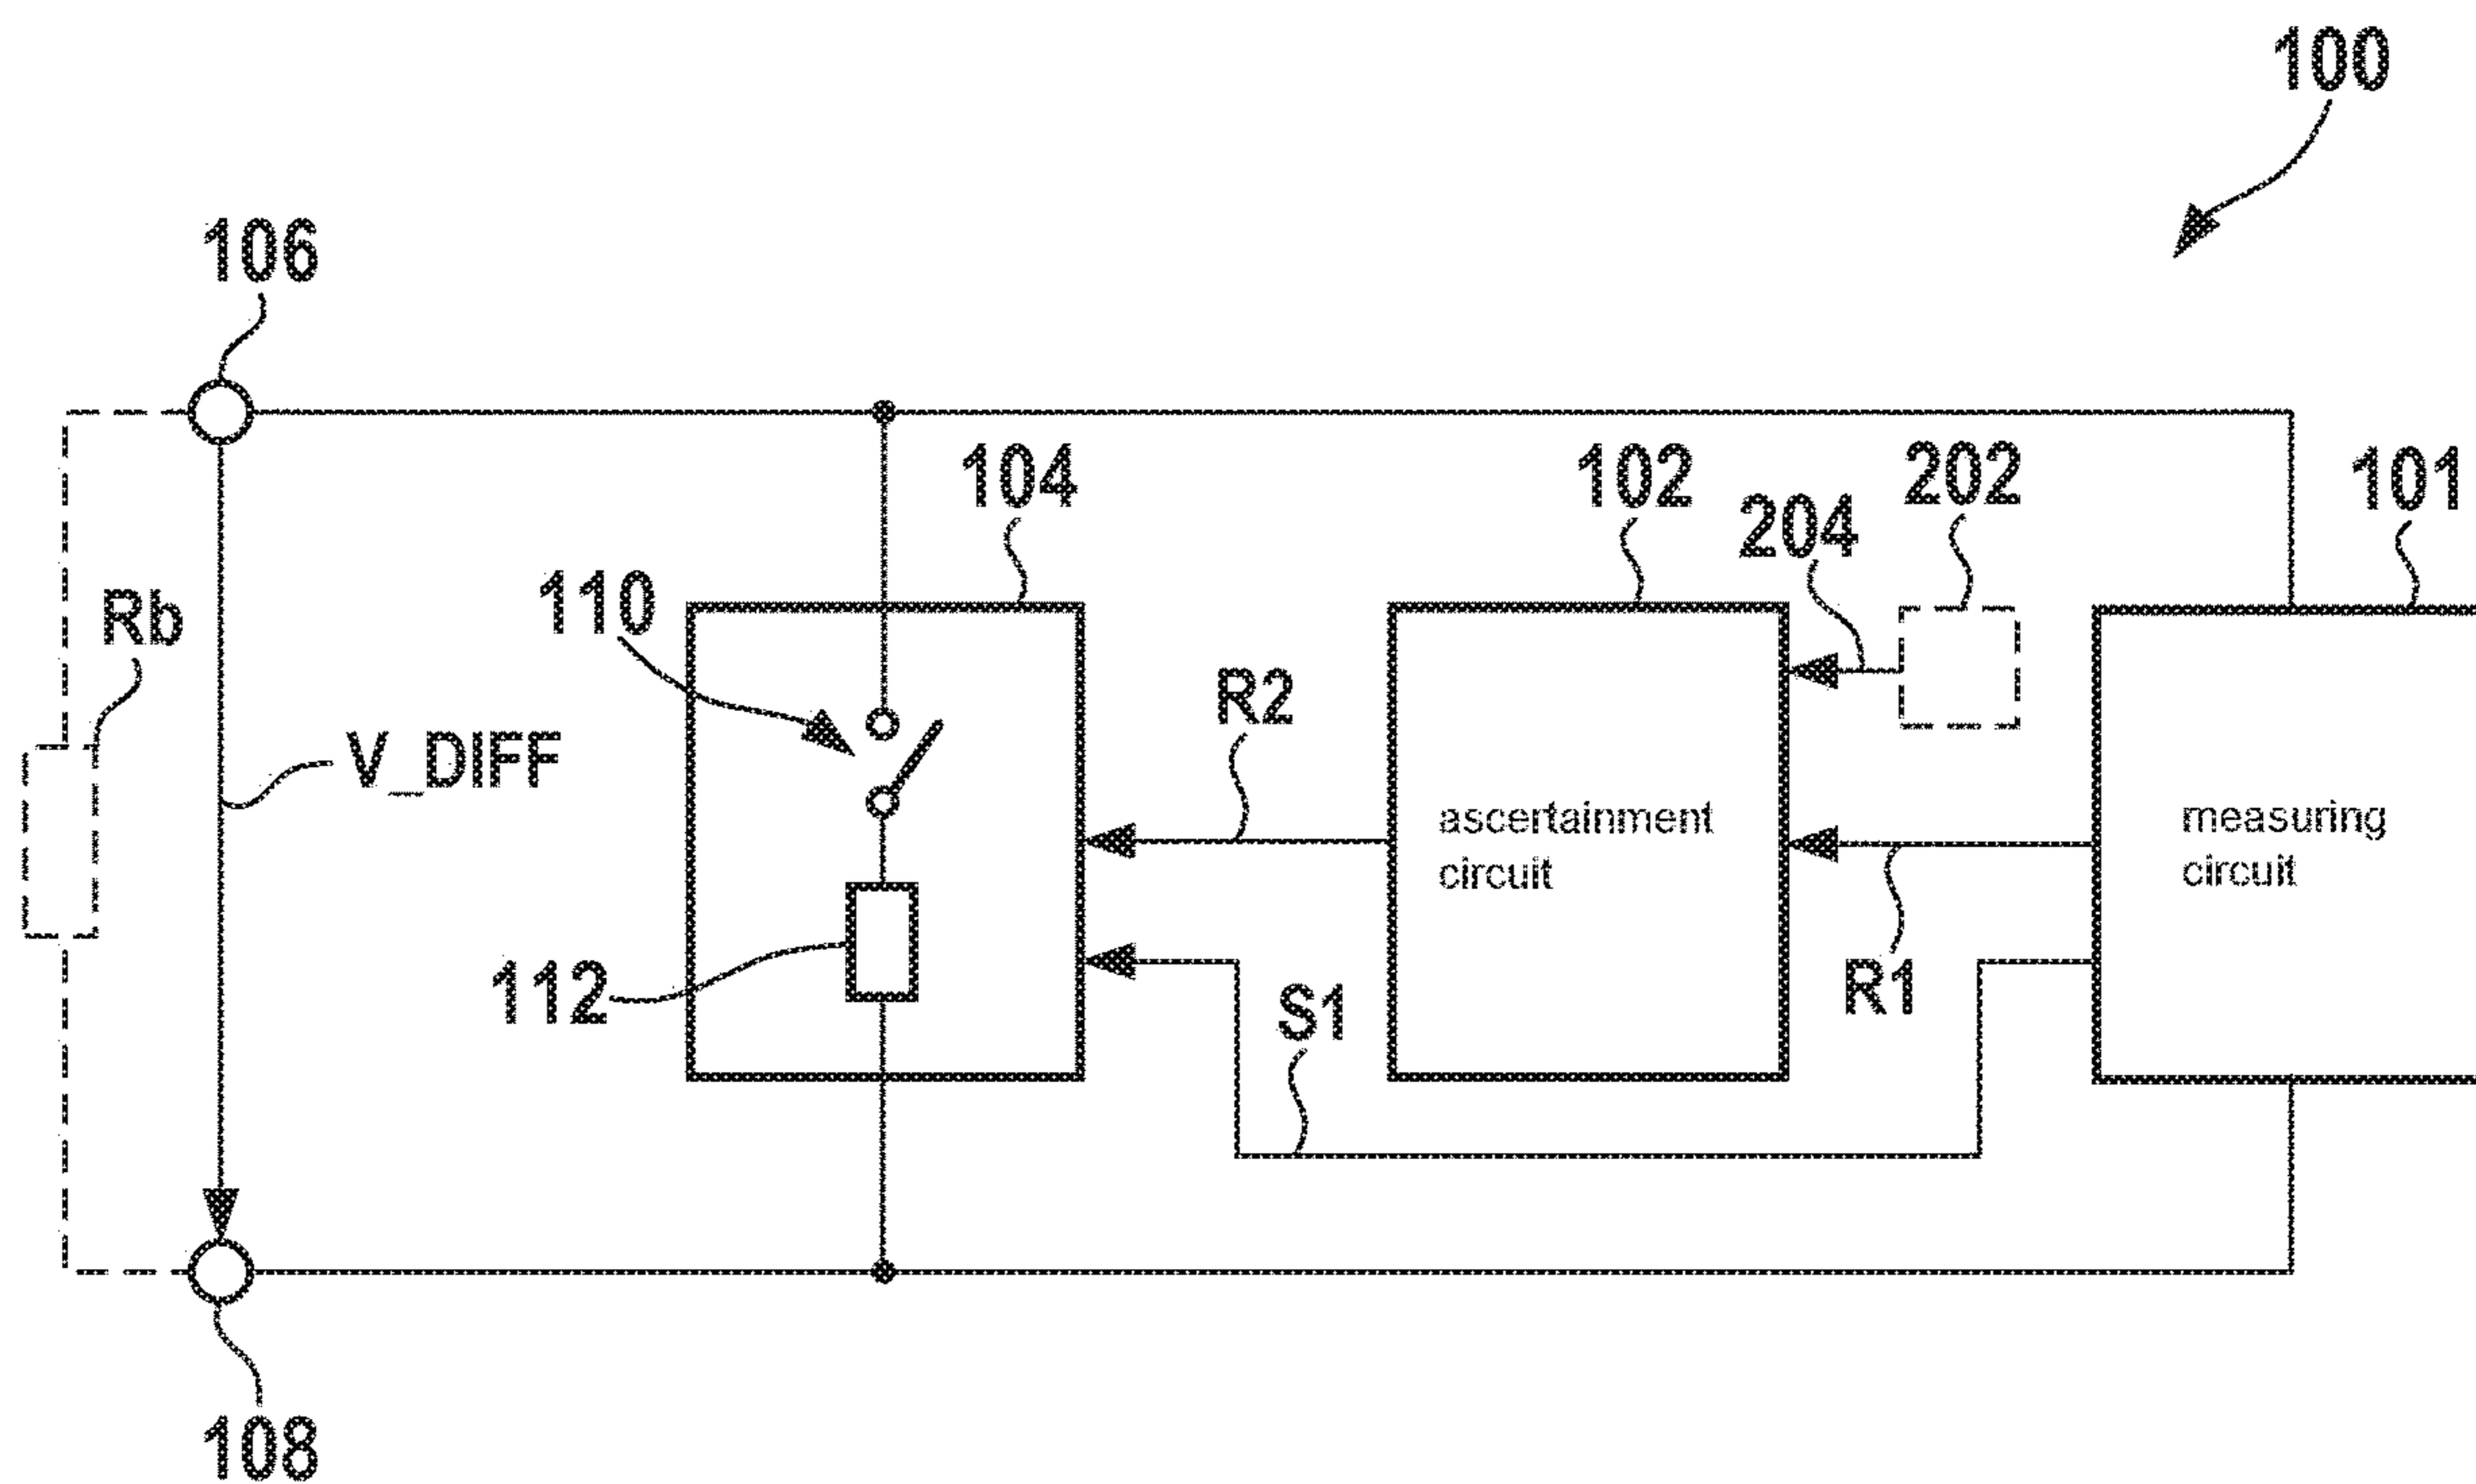 100
106
104
102
202
101
204
110
Rb
R2
V_DIFF
ascertainment
circuit
measuring
circuit
112
R1
S1
108